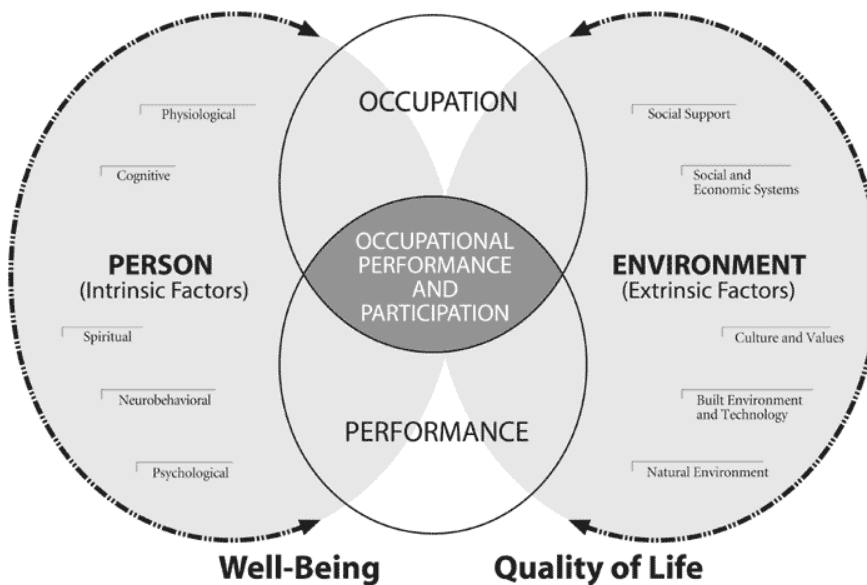 OCCUPATION
Physiological
Cognitive
PERSON
(Intrinsic Factors)
Spiritual
Neurobehavioral
Psychological
OCCUPATIONAL
PERFORMANCE
AND
PARTICIPATION
Social Support
Social and
Economic Systems
ENVIRONMENT
(Extrinsic Factors)
Culture and Values
Built Environment
and Technology
Natural Environment
PERFORMANCE
Well-Being
Quality of Life